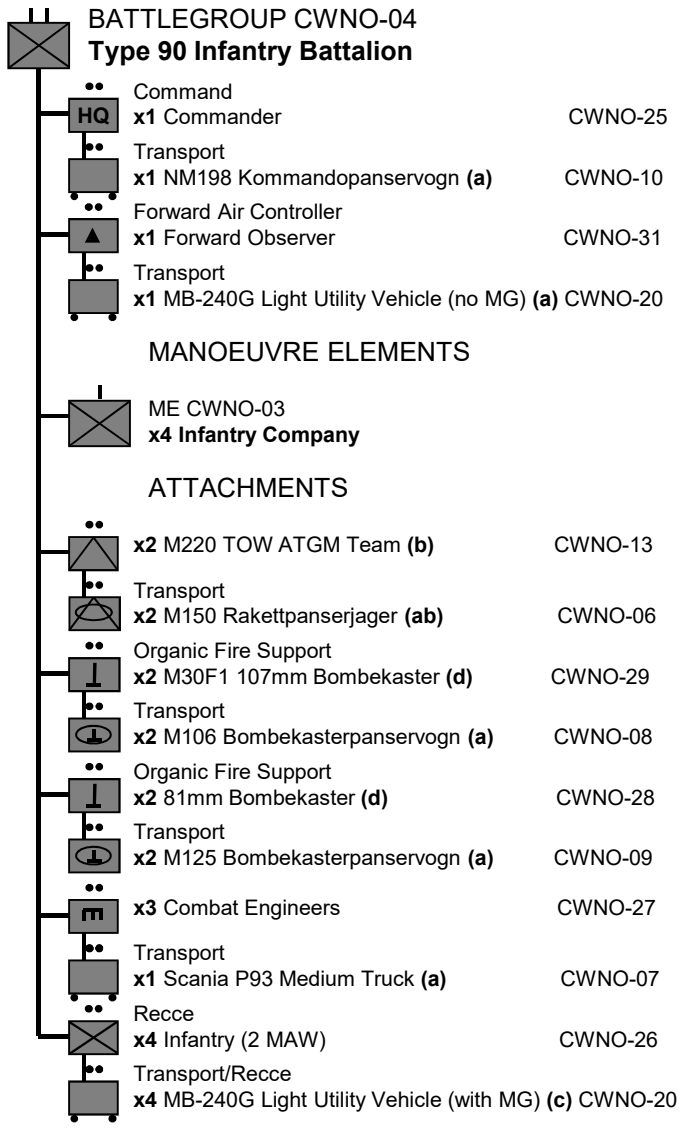 BATTLEGROUP CWNO-04
Type 90 Infantry Battalion
Command
HQ x1 Commander CWNO-25
Transport
x1 NM198 Kommandopanservogn (a) CWNO-10
Forward Air Controller
x1 Forward Observer CWNO-31
Transport
x1 MB-240G Light Utility Vehicle (no MG) (a) CWNO-20
MANOEUVRE ELEMENTS
ME CWNO-03
x4 Infantry Company
ATTACHMENTS
x2 M220 TOW ATGM Team (b) CWNO-13
Transport
x2 M150 Rakettpanserjager (ab) CWNO-06
Organic Fire Support
x2 M30F1 107mm Bombekaster (d) CWNO-29
Transport
x2 M106 Bombekasterpanservogn (a) CWNO-08
Organic Fire Support
x2 81mm Bombekaster (d) CWNO-28
Transport
x2 M125 Bombekasterpanservogn (a) CWNO-09
x3 Combat Engineers CWNO-27
Transport
x1 Scania P93 Medium Truck (a) CWNO-07
Recce
x4 Infantry (2 MAW) CWNO-26
Transport/Recce
x4 MB-240G Light Utility Vehicle (with MG) (c) CWNO-20